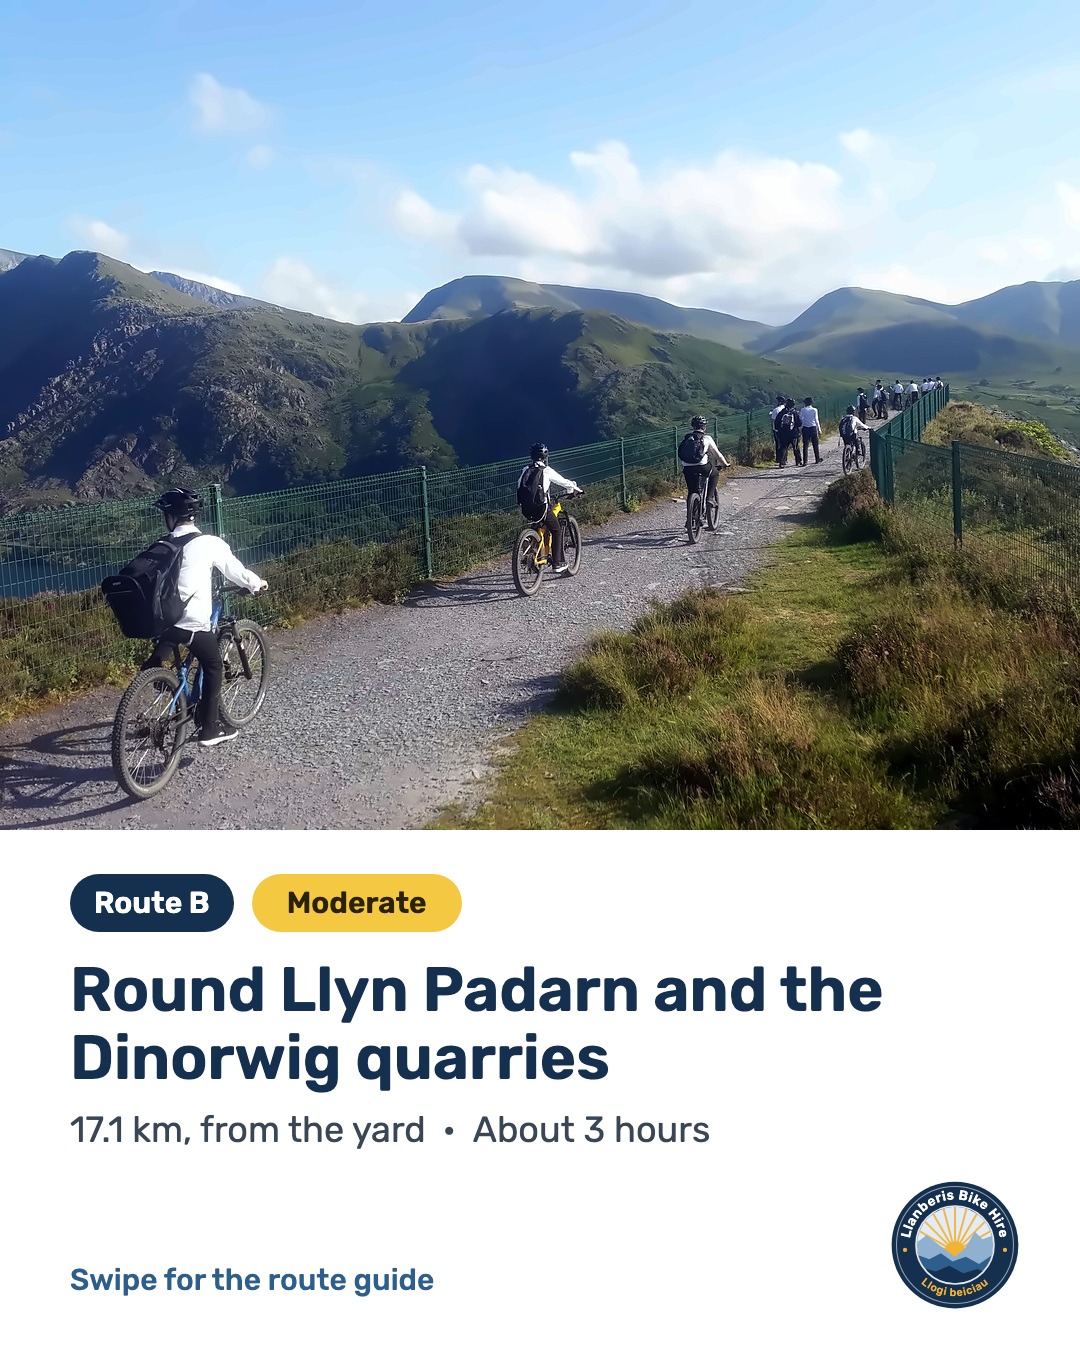 Route B
Moderate
Round Llyn Padarn and the
Dinorwig quarries
17.1 km, from the yard • About 3 hours
Llanberis Bike Hire
Llogi beiciau
Swipe for the route guide